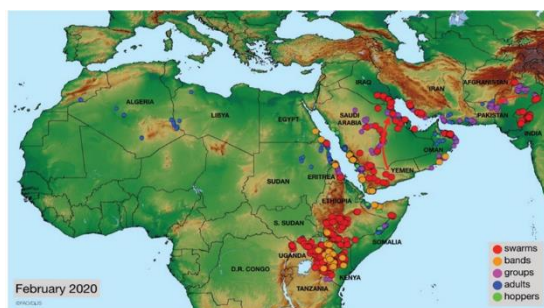 IRAQ
IRAN
AFGHANISTAN
ALGERIA
LIBYA
EGYPT
SAUDI
ARABIA
PAKISTAN
INDIA
OMAN
SUDAN
ERITREA
YEMEN
ETHIOPIA
S. SUDAN
SOMALIA
UGANDA
D.R. CONGO
KENYA
TANZANIA
swarms
bands
groups
adults
hoppers
February 2020